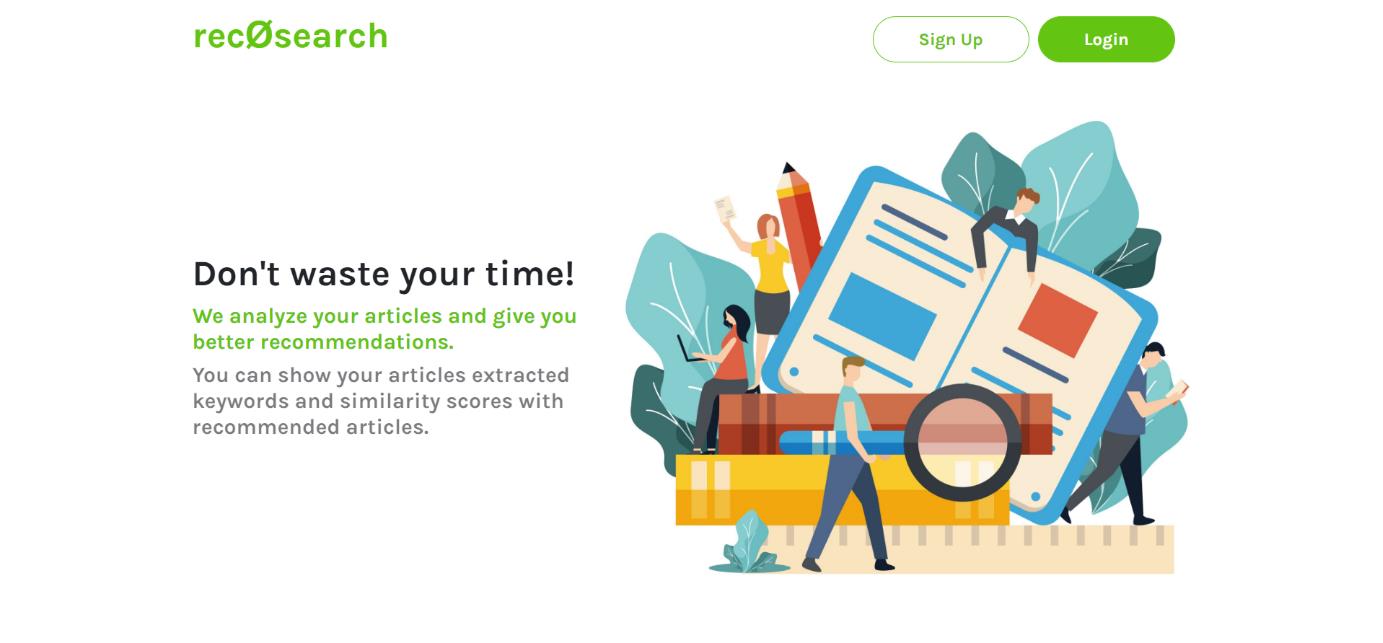 recØsearch
Sign Up
Login
Don't waste your time!
We analyze your articles and give you
better recommendations.
You can show your articles extracted
keywords and similarity scores with
recommended articles.